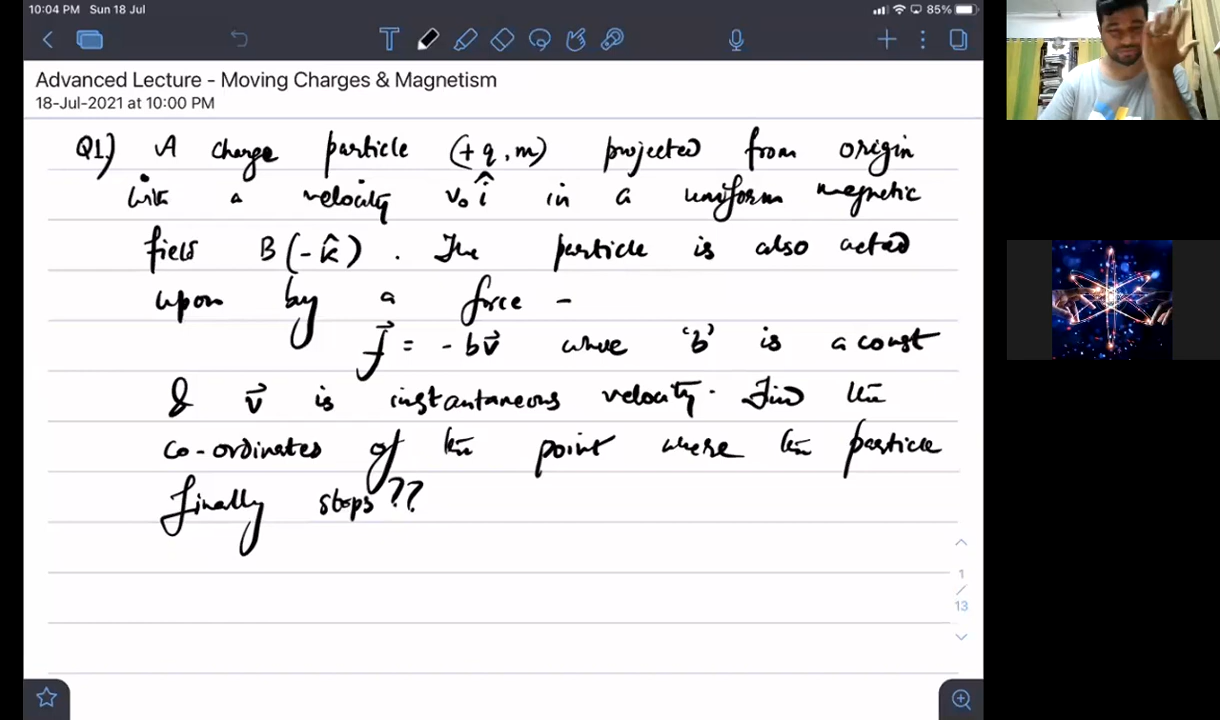 10:04 PM Sun 18 Jul 85%
Advanced Lecture - Moving Charges & Magnetism
18-Jul-2021 at 10:00 PM
Q1.) A charge particle (+q, m) projected from origin
with a velocity v₀ î in a uniform magnetic
field B(-k̂). The particle is also acted
upon by a force -
f⃗ = -bv⃗ where 'b' is a const
& v⃗ is instantaneous velocity. Find the
co-ordinates of the point where the particle
finally stops??
1
/
13